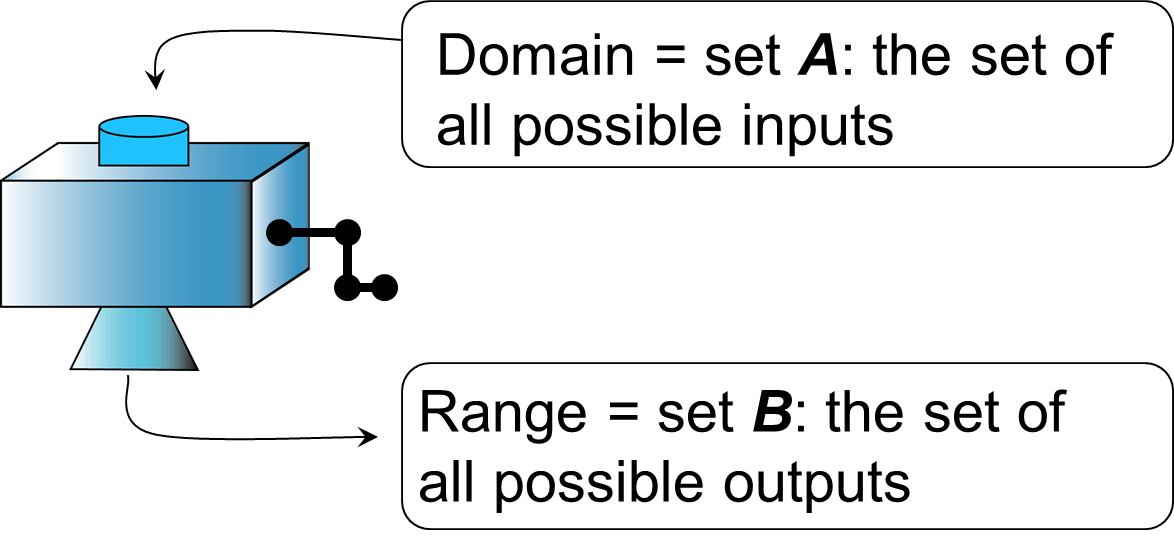 Domain = set A: the set of
all possible inputs
Range = set B: the set of
all possible outputs